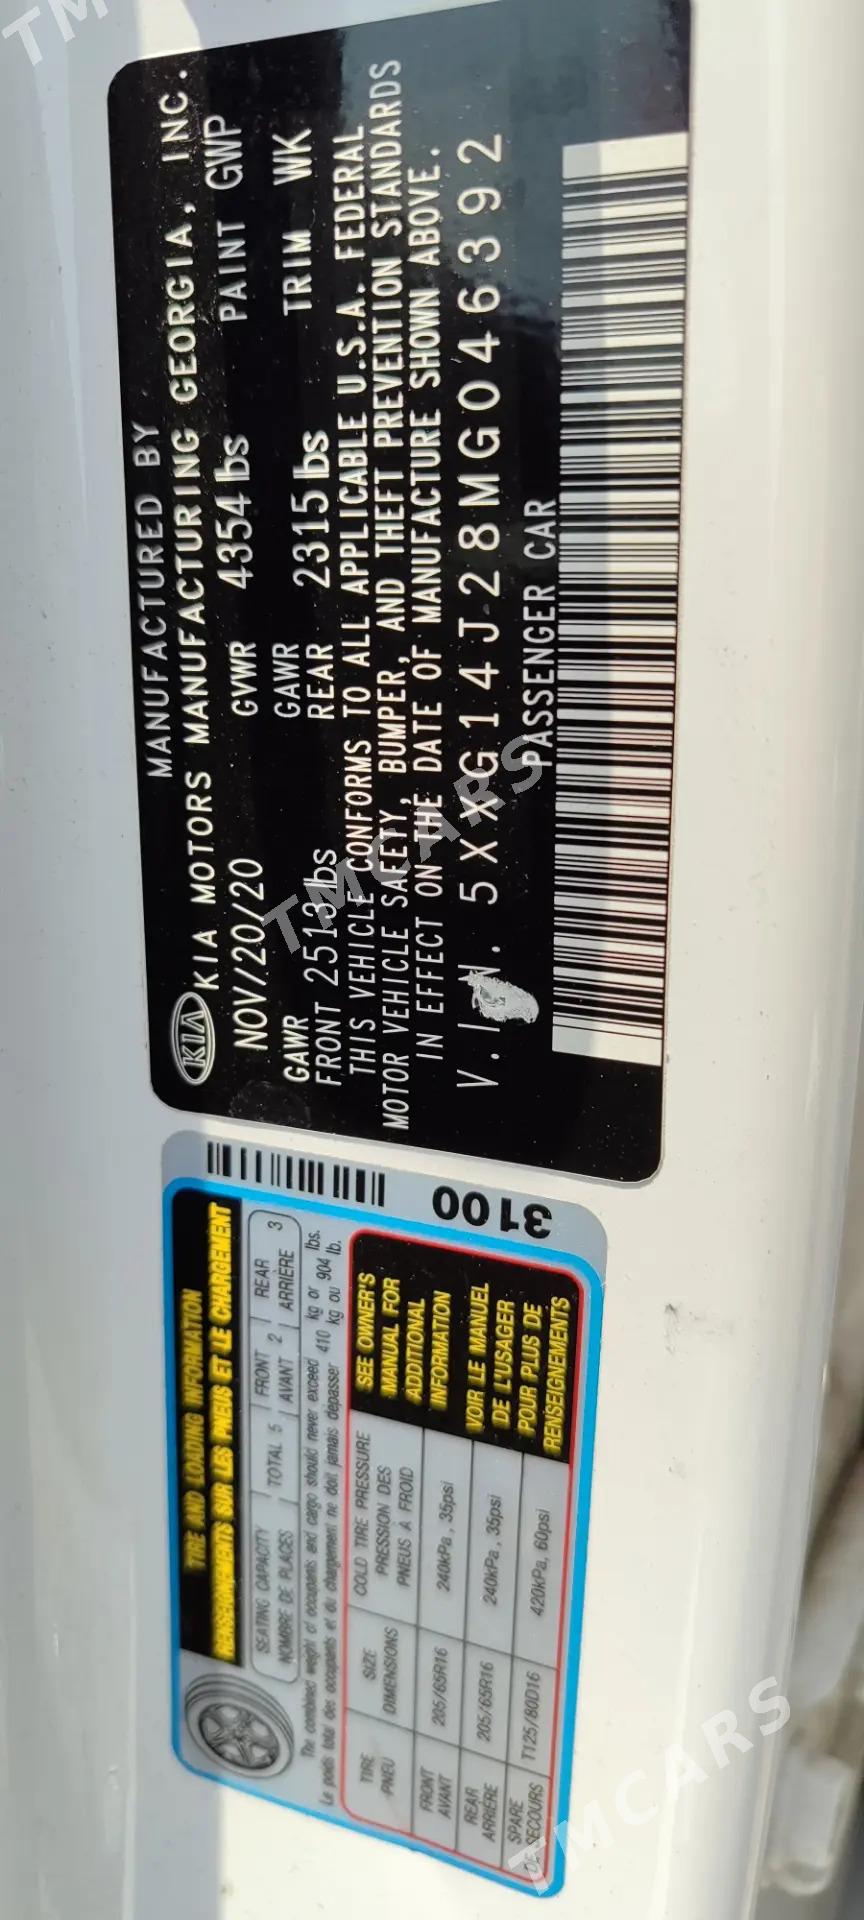 MANUFACTURED BY
KIA KIA MOTORS MANUFACTURING GEORGIA, INC.
NOV/20/20 GVWR 4354 lbs PAINT GWP
GAWR FRONT 2513 lbs GAWR REAR 2315 lbs TRIM WK
THIS VEHICLE CONFORMS TO ALL APPLICABLE U.S.A. FEDERAL
MOTOR VEHICLE SAFETY, BUMPER, AND THEFT PREVENTION STANDARDS
IN EFFECT ON THE DATE OF MANUFACTURE SHOWN ABOVE.
V.I.N. 5XXG14J28MG046392
PASSENGER CAR
3100
TIRE AND LOADING INFORMATION
RENSEIGNEMENTS SUR LES PNEUS ET LE CHARGEMENT
SEATING CAPACITY TOTAL 5 FRONT 2 REAR 3
NOMBRE DE PLACES AVANT ARRIÈRE
The combined weight of occupants and cargo should never exceed 410 kg or 904 lbs.
Le poids total des occupants et du chargement ne doit jamais dépasser 410 kg ou 904 lb.
TIRE SIZE COLD TIRE PRESSURE
PNEU DIMENSIONS PRESSION DES PNEUS À FROID
FRONT AVANT 205/65R16 240kPa, 35psi
REAR ARRIÈRE 205/65R16 240kPa, 35psi
SPARE DE SECOURS T125/80D16 420kPa, 60psi
SEE OWNER'S
MANUAL FOR
ADDITIONAL
INFORMATION
VOIR LE MANUEL
DE L'USAGER
POUR PLUS DE
RENSEIGNEMENTS
TMCARS
TMCARS